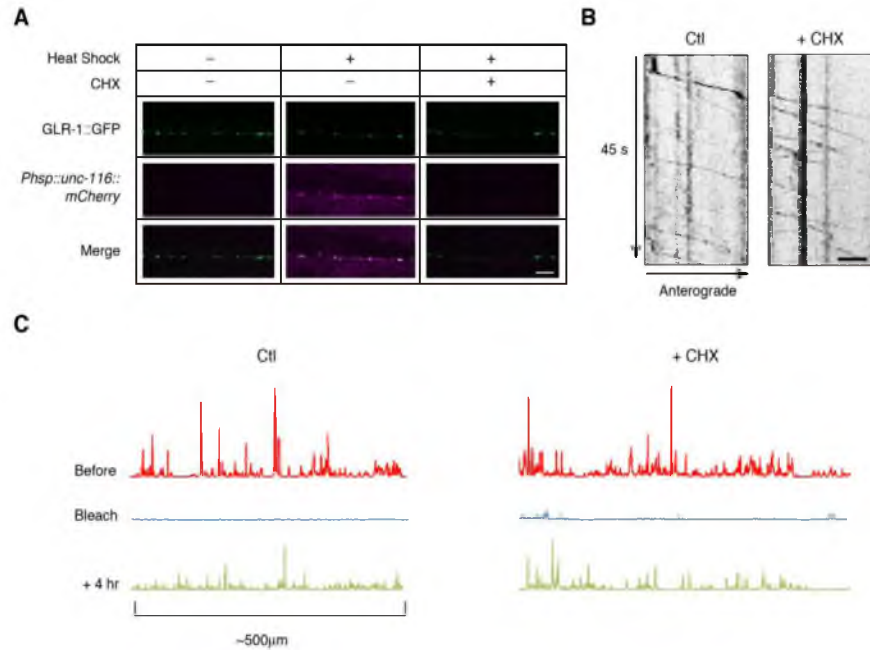 A
Heat Shock – + +
CHX – – +
GLR-1::GFP
Phsp::unc-116::
mCherry
Merge
B
Ctl + CHX
45 s
Anterograde
C
Ctl + CHX
Before
Bleach
+ 4 hr
~500μm